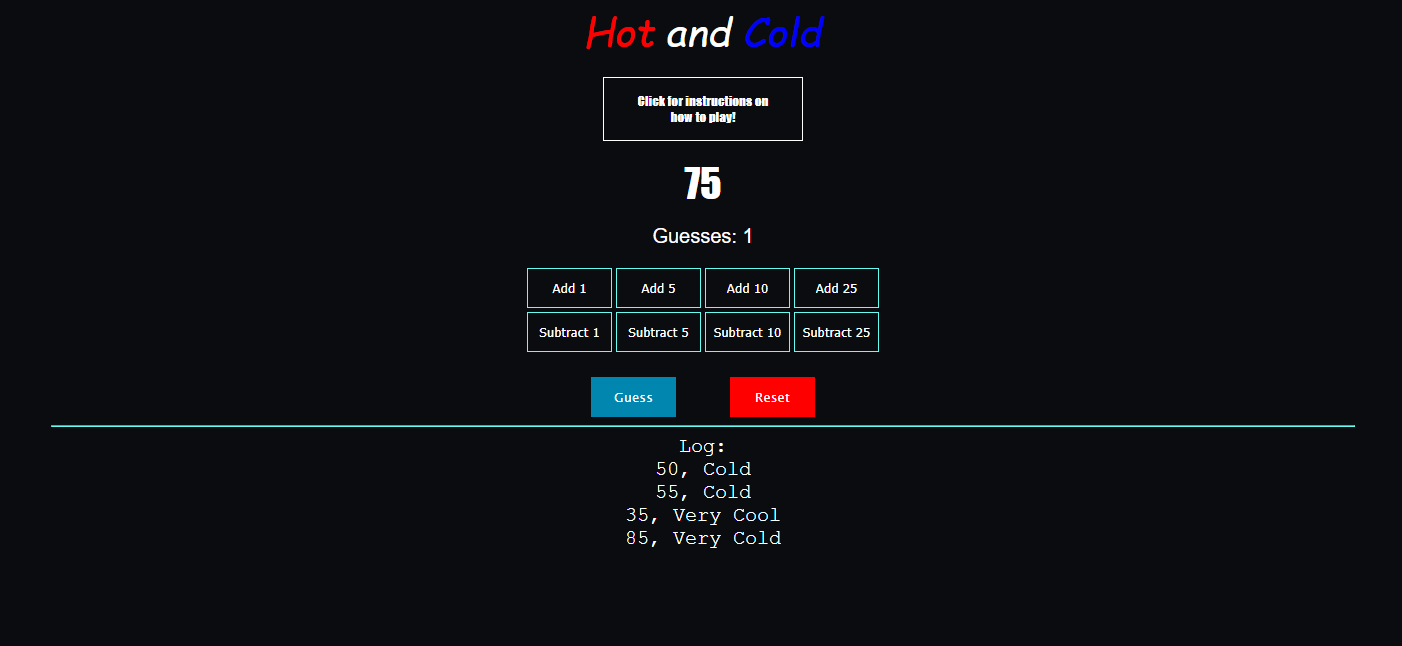 Hot and Cold
Click for instructions on
how to play!
75
Guesses: 1
Add 1 Add 5 Add 10 Add 25
Subtract 1 Subtract 5 Subtract 10 Subtract 25
Guess Reset
Log:
50, Cold
55, Cold
35, Very Cool
85, Very Cold